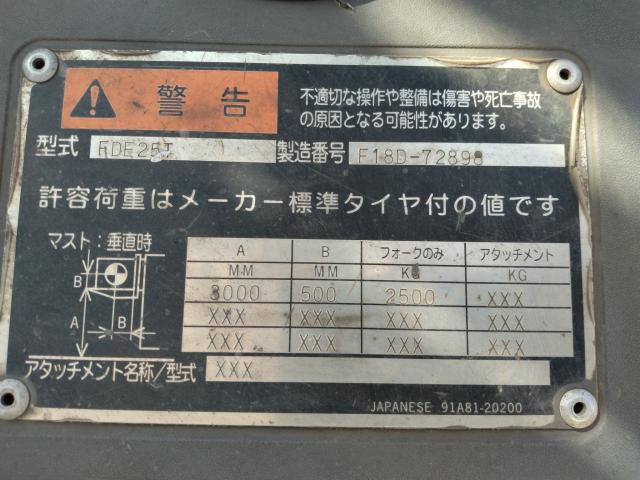 警告
不適切な操作や整備は傷害や死亡事故
の原因となる可能性があります。
型式 FDE25T 製造番号 F18D-72898
許容荷重はメーカー標準タイヤ付の値です
マスト：垂直時
A B フォークのみ アタッチメント
MM MM KG KG
3000 500 2500 XXX
XXX XXX XXX XXX
XXX XXX XXX XXX
B
A
B
アタッチメント名称/型式 XXX
JAPANESE 91A81-20200